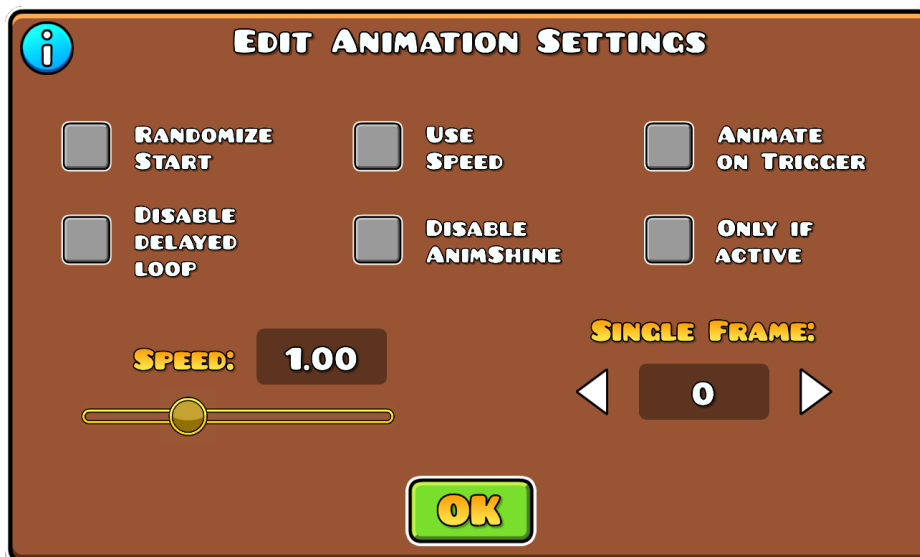 i
EDIT ANIMATION SETTINGS
RANDOMIZE
START
USE
SPEED
ANIMATE
ON TRIGGER
DISABLE
DELAYED
LOOP
DISABLE
ANIMSHINE
ONLY IF
ACTIVE
SPEED:
1.00
SINGLE FRAME:
0
OK